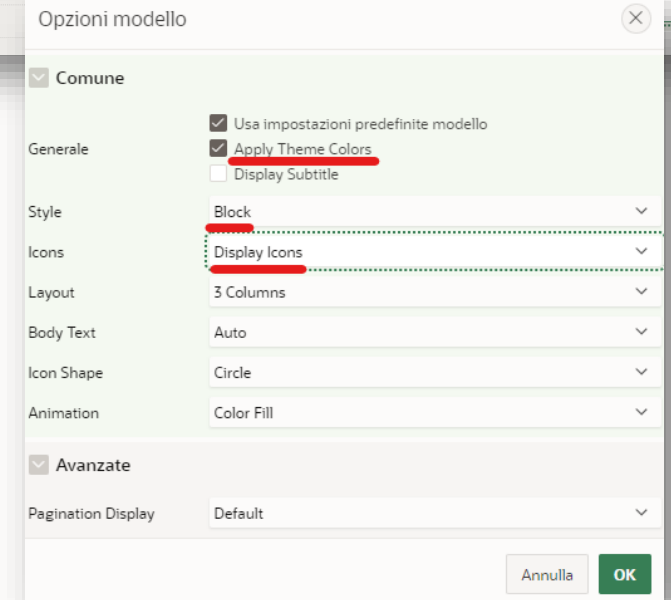 Opzioni modello
Comune
Generale
Usa impostazioni predefinite modello
Apply Theme Colors
Display Subtitle
Style Block
Icons Display Icons
Layout 3 Columns
Body Text Auto
Icon Shape Circle
Animation Color Fill
Avanzate
Pagination Display Default
Annulla OK